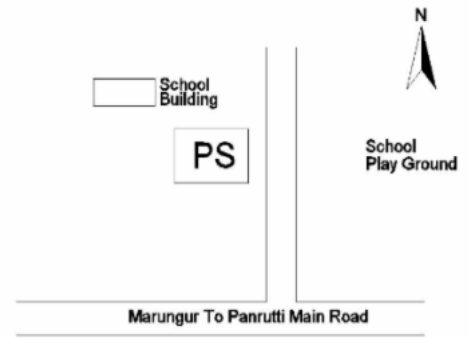 N
School
Building
PS
School
Play Ground
Marungur To Panrutti Main Road